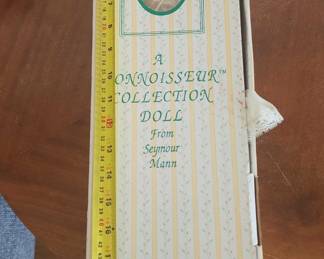 A
ONNOISSEUR™
COLLECTION
DOLL
From
Seymour
Mann